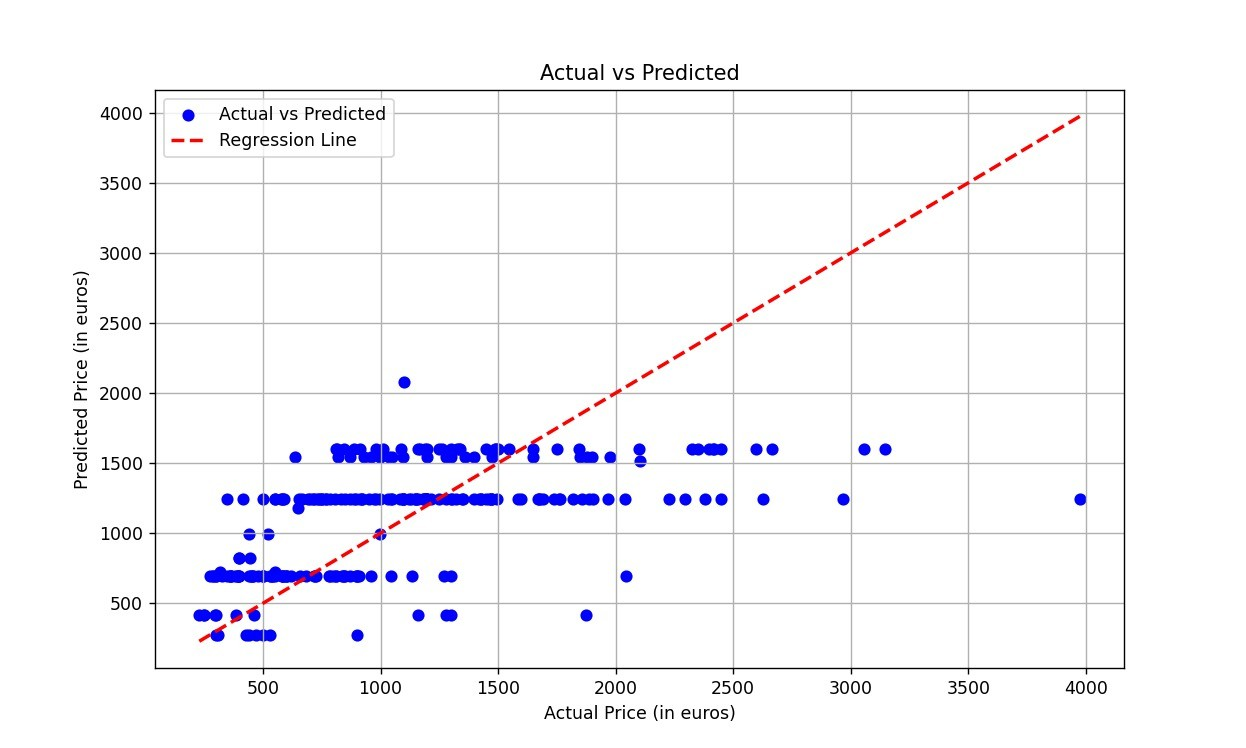 Actual vs Predicted
Actual vs Predicted
Regression Line
4000
3500
3000
2500
2000
1500
1000
500
Predicted Price (in euros)
500 1000 1500 2000 2500 3000 3500 4000
Actual Price (in euros)